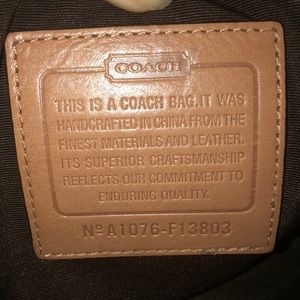 COACH
THIS IS A COACH BAG. IT WAS
HANDCRAFTED IN CHINA FROM THE
FINEST MATERIALS AND LEATHER.
ITS SUPERIOR CRAFTSMANSHIP
REFLECTS OUR COMMITMENT TO
ENDURING QUALITY.
Nº A1076-F13803